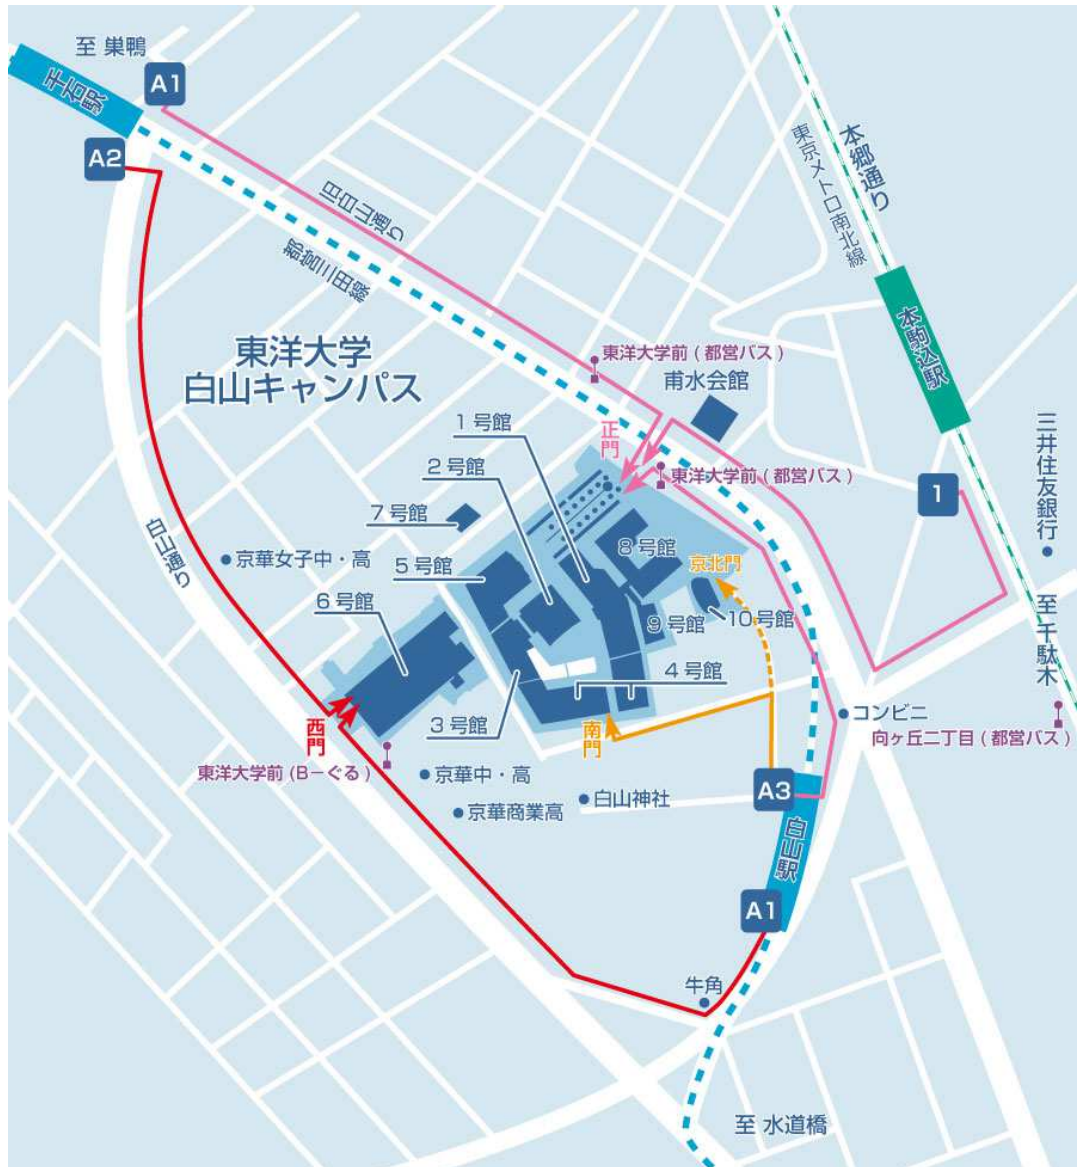 至 巣鴨
千石駅
A1
A2
旧白山通り
都営三田線
本郷通り
東京メトロ南北線
本駒込駅
東洋大学
白山キャンパス
東洋大学前 ( 都営バス )
甫水会館
正門
東洋大学前 ( 都営バス )
1
三井住友銀行
至 千駄木
1 号館
2 号館
7 号館
5 号館
6 号館
8 号館
京北門
9 号館
10 号館
4 号館
3 号館
白山通り
京華女子中・高
西門
南門
東洋大学前 (B－ぐる )
京華中・高
京華商業高
白山神社
コンビニ
向ヶ丘二丁目 ( 都営バス )
A3
白山駅
A1
牛角
至 水道橋